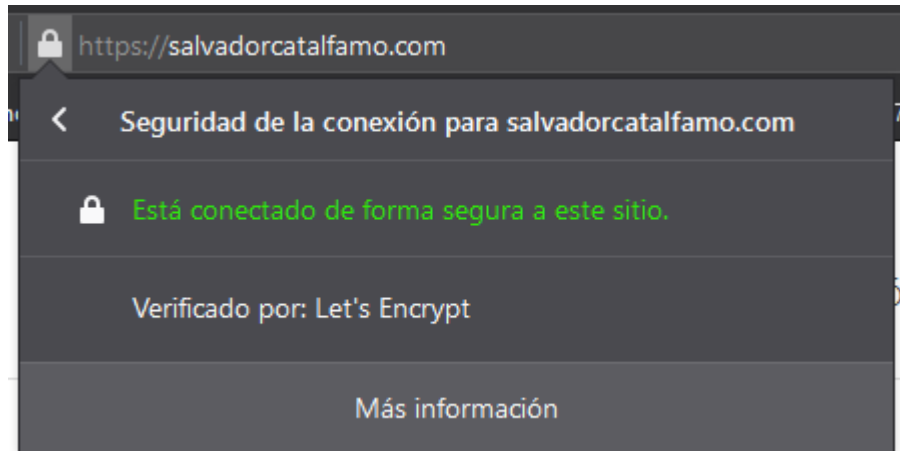 https://salvadorcatalfamo.com
Seguridad de la conexión para salvadorcatalfamo.com
Está conectado de forma segura a este sitio.
Verificado por: Let's Encrypt
Más información